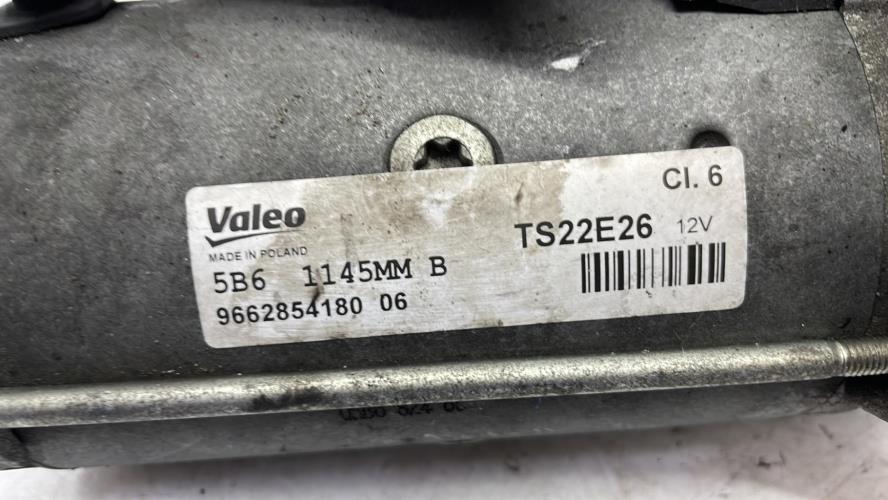 Cl. 6
Valeo
TS22E26 12V
MADE IN POLAND
5B6 1145MM B
9662854180 06